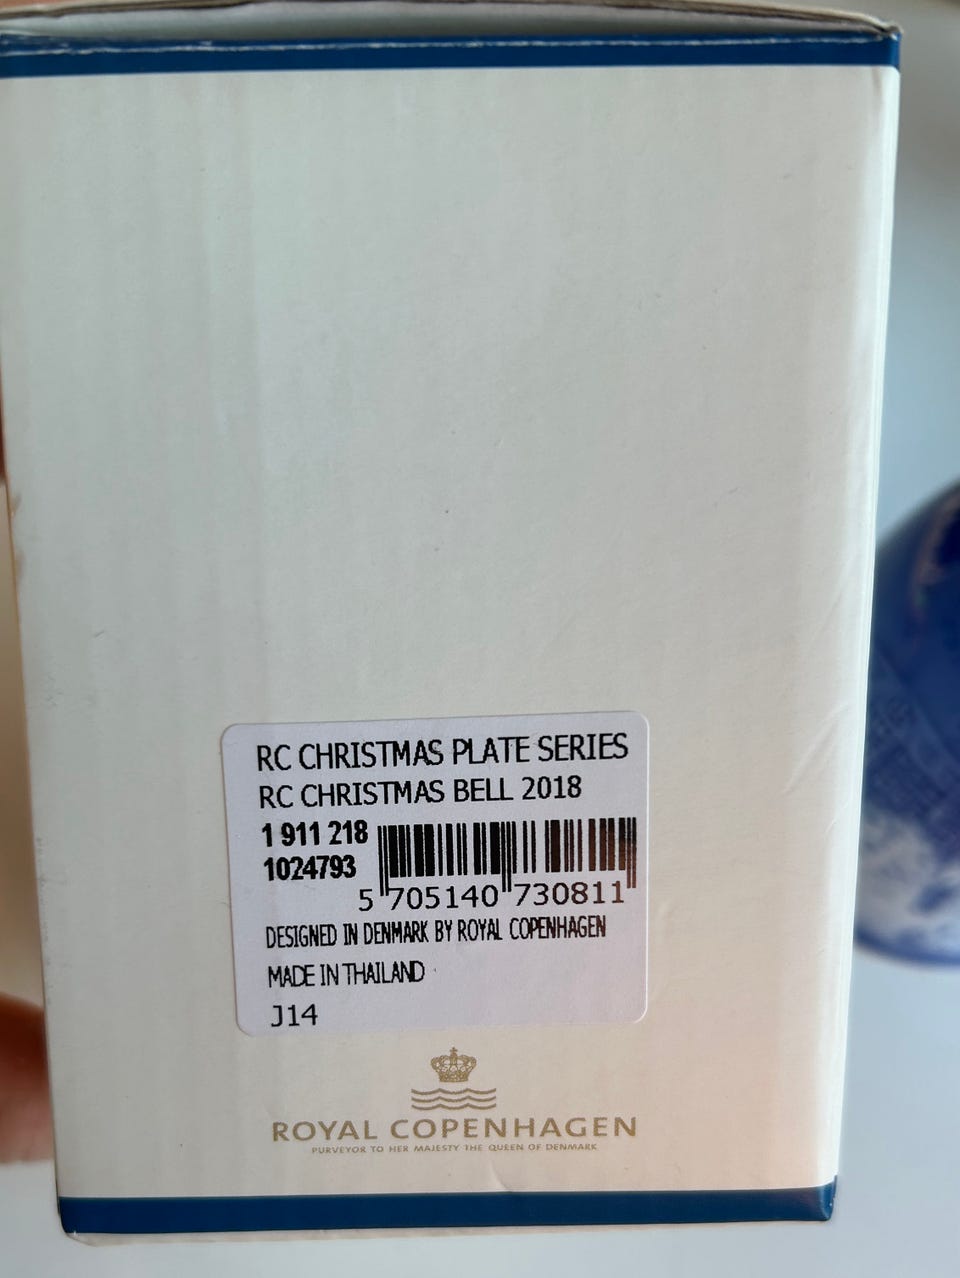 RC CHRISTMAS PLATE SERIES
RC CHRISTMAS BELL 2018
1 911 218
1024793
5 705140 730811
DESIGNED IN DENMARK BY ROYAL COPENHAGEN
MADE IN THAILAND
J14
ROYAL COPENHAGEN
PURVEYOR TO HER MAJESTY THE QUEEN OF DENMARK